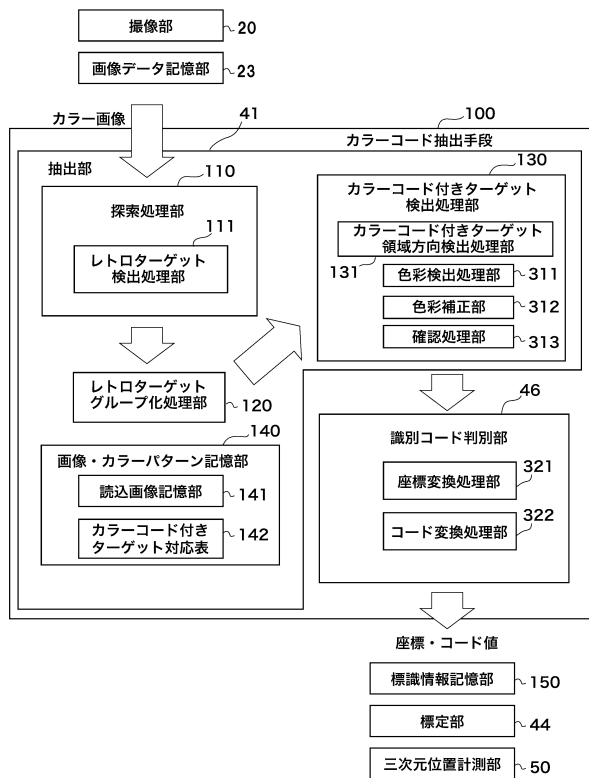 撮像部
20
画像データ記憶部
23
カラー画像
100
41
カラーコード抽出手段
抽出部
110
探索処理部
111
レトロターゲット
検出処理部
130
カラーコード付きターゲット
検出処理部
カラーコード付きターゲット
領域方向検出処理部
131
色彩検出処理部
311
色彩補正部
312
確認処理部
313
レトロターゲット
グループ化処理部
120
140
画像・カラーパターン記憶部
読込画像記憶部
141
カラーコード付き
ターゲット対応表
142
46
識別コード判別部
321
座標変換処理部
322
コード変換処理部
座標・コード値
標識情報記憶部
150
標定部
44
三次元位置計測部
50